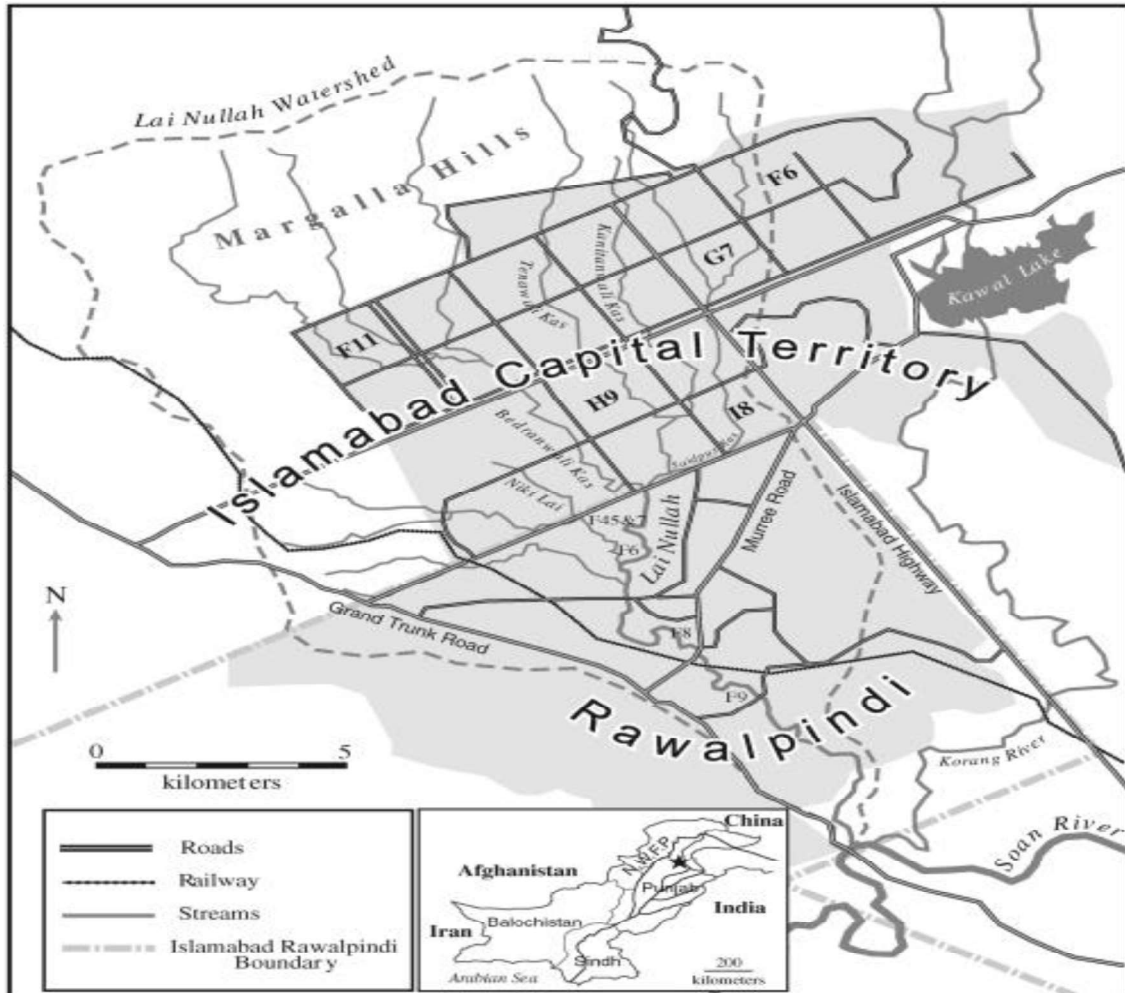 Lai Nullah Watershed
Margalla Hills
F6
G7
Kawal Lake
Tenawali Kas
Kanitanwali Kas
F11
Islamabad Capital Territory
H9
I8
Bedranwali Kas
Saidpur Kas
Niki Lai
F45&7
F6
Lai Nullah
Murree Road
Islamabad Highway
N
Grand Trunk Road
F8
F9
Rawalpindi
Korang River
Soan River
0 5
kilometers
Roads
Railway
Streams
Islamabad Rawalpindi
Boundary
China
Afghanistan
N.W.F.P
Punjab
India
Balochistan
Iran
Sindh
200
kilometers
Arabian Sea